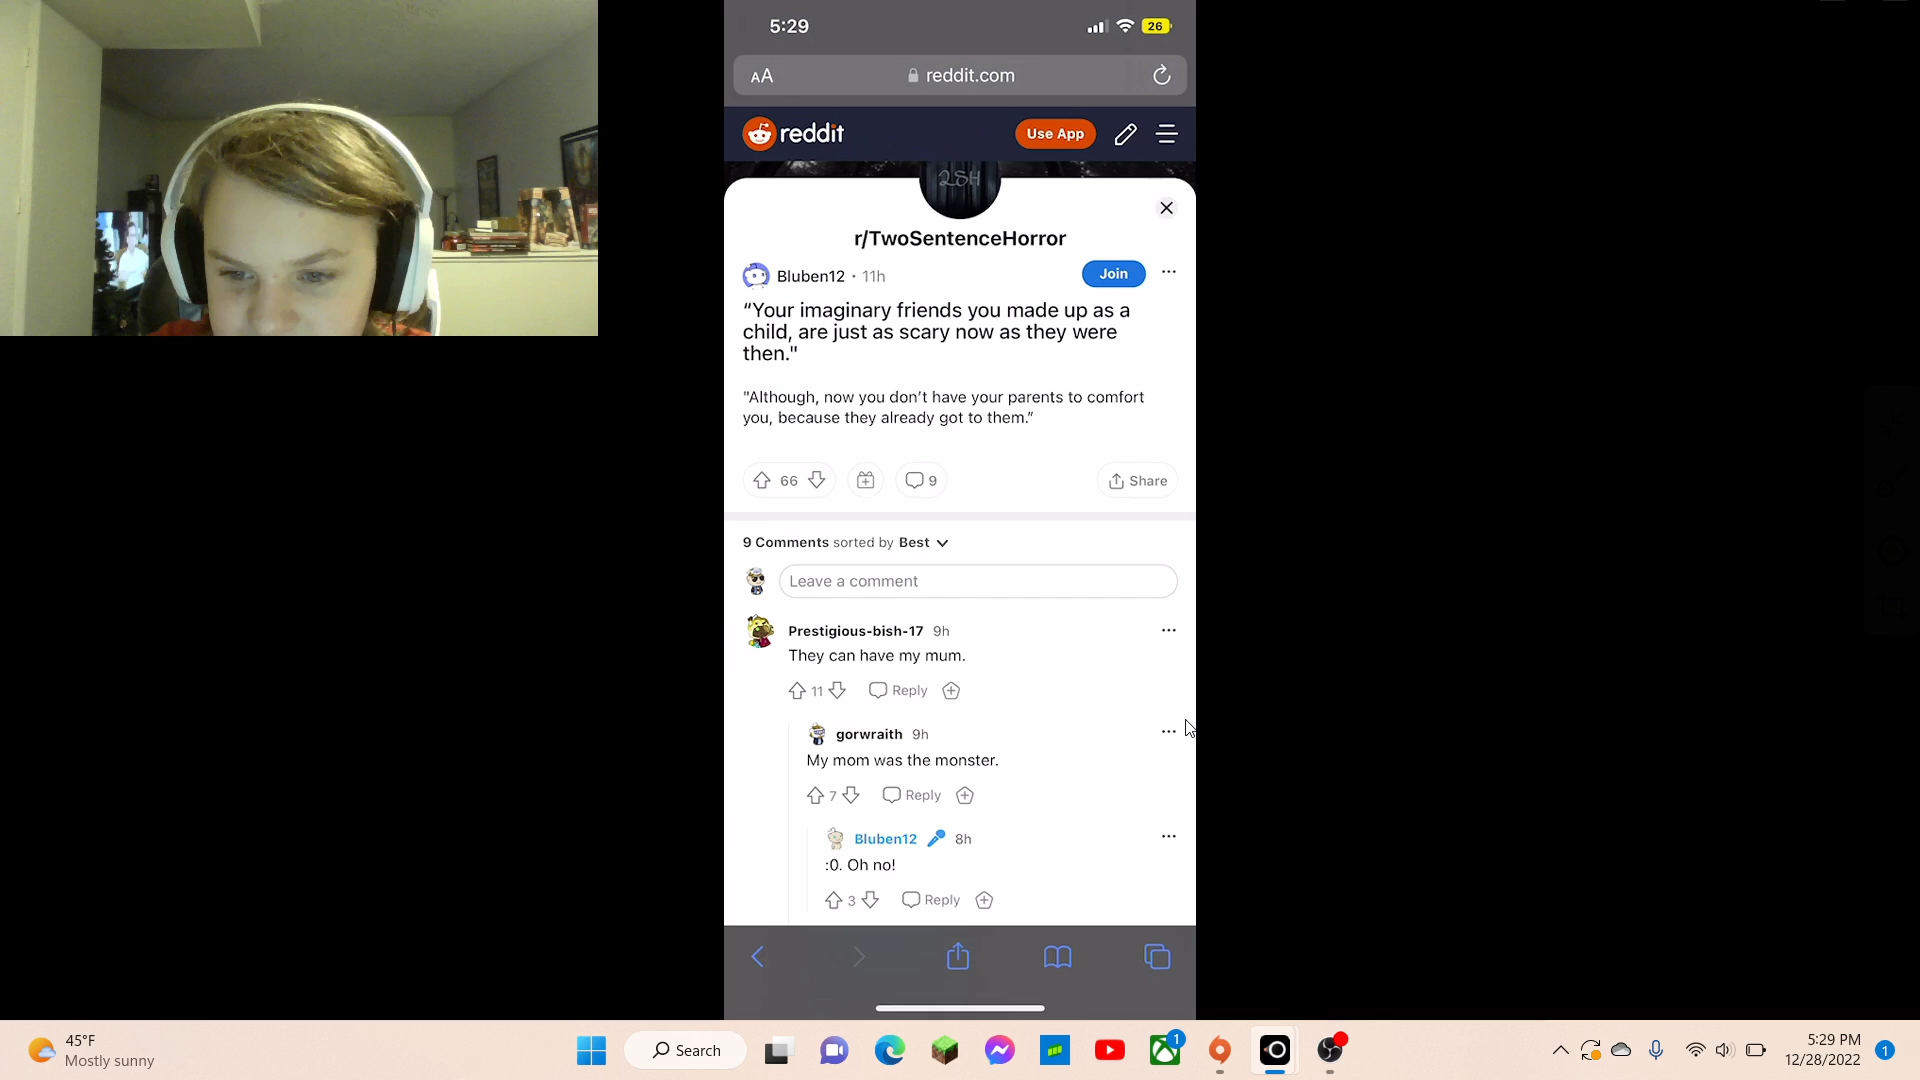 5:29
26
AA
reddit.com
reddit
Use App
2SH
r/TwoSentenceHorror
Bluben12 · 11h
Join
“Your imaginary friends you made up as a
child, are just as scary now as they were
then."
"Although, now you don’t have your parents to comfort
you, because they already got to them.”
66
9
Share
9 Comments sorted by Best
Leave a comment
Prestigious-bish-17 9h
They can have my mum.
11
Reply
gorwraith 9h
My mom was the monster.
7
Reply
Bluben12 8h
:0. Oh no!
3
Reply
45°F
Mostly sunny
Search
1
5:29 PM
12/28/2022
1